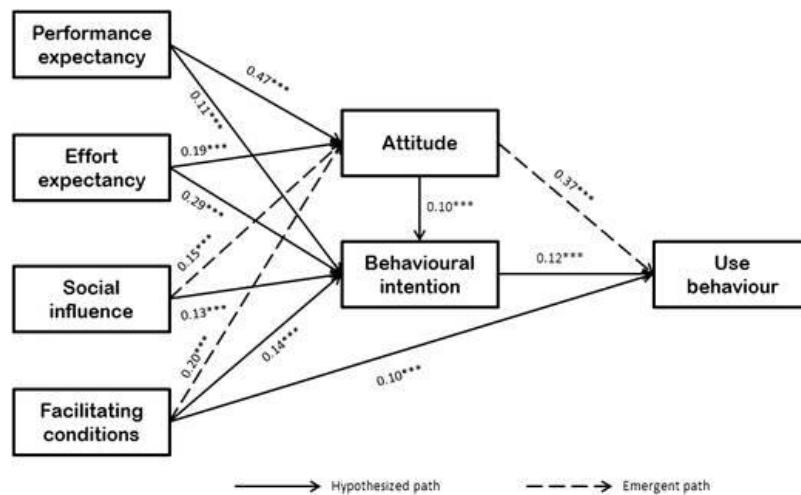 Performance
expectancy
0.47***
0.11***
Effort
expectancy
0.19***
0.29***
Attitude
0.37***
0.10***
0.15***
Social
influence
0.13***
Behavioural
intention
0.12***
Use
behaviour
0.20***
0.14***
0.10***
Facilitating
conditions
Hypothesized path
Emergent path